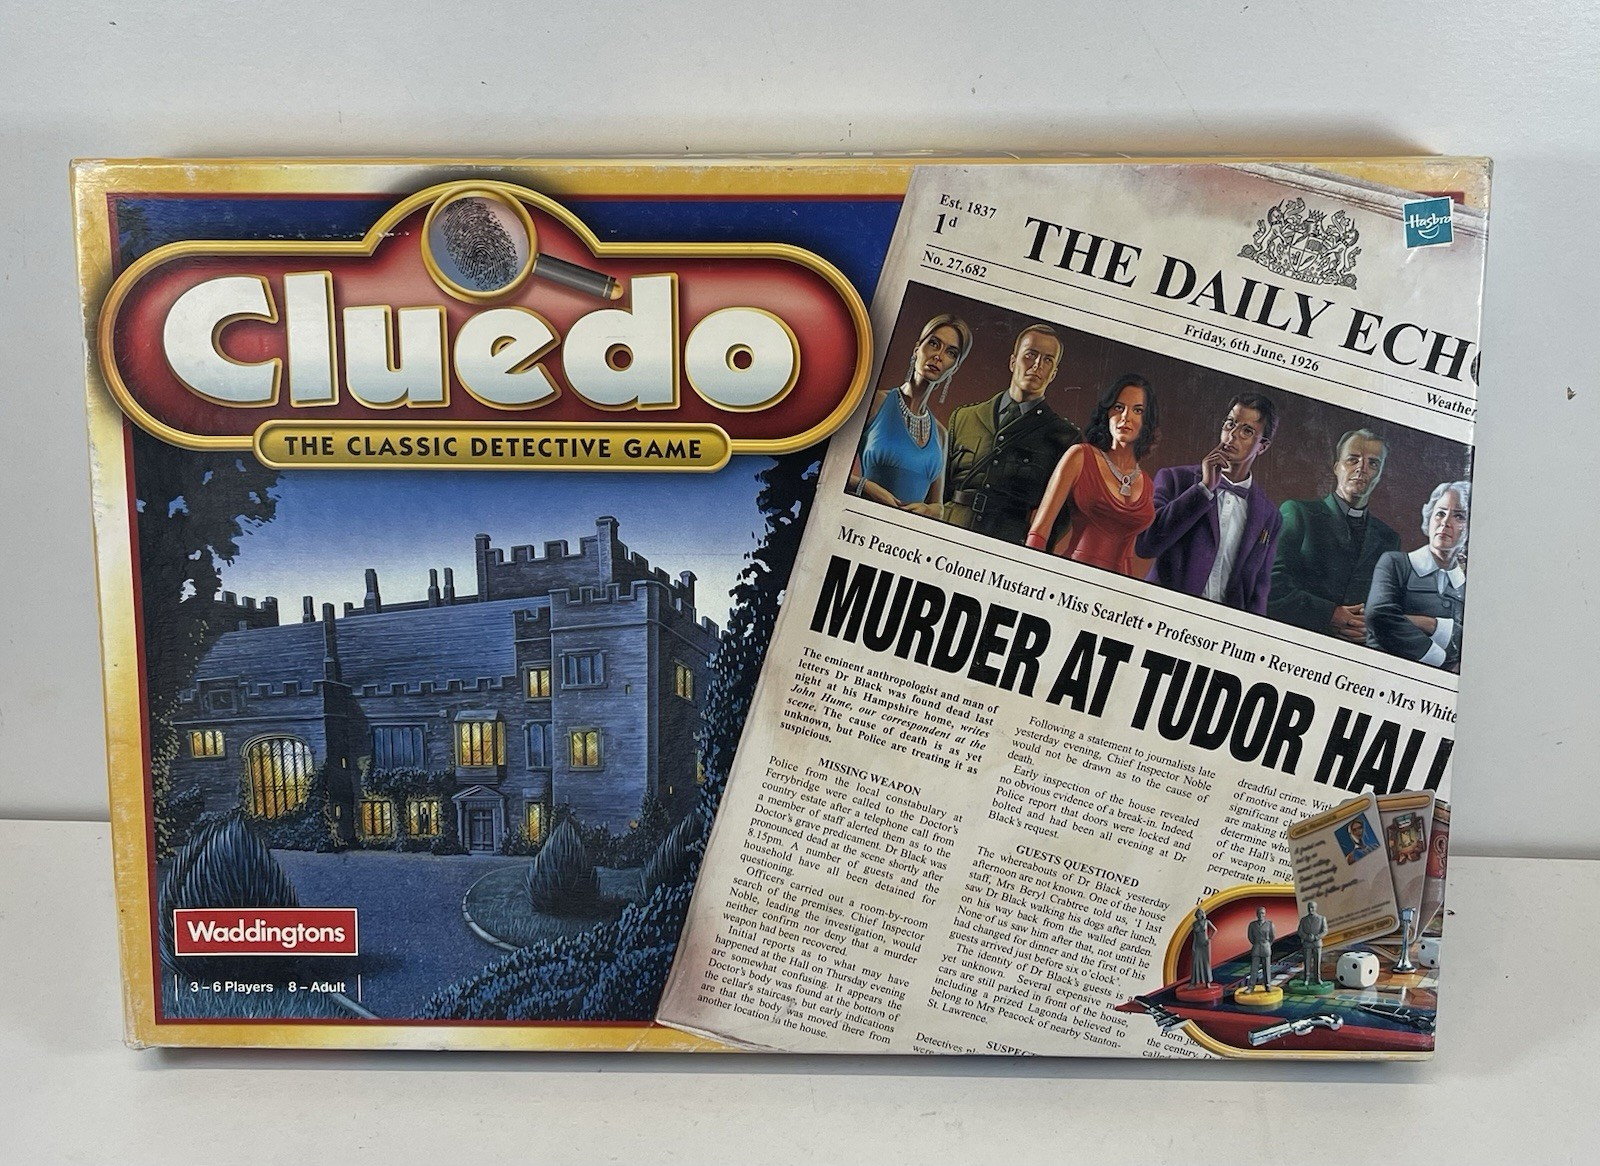 Cluedo
THE CLASSIC DETECTIVE GAME
Waddingtons
3 – 6 Players 8 – Adult
Hasbro
Est. 1837
1d
No. 27,682
THE DAILY ECH
Friday, 6th June, 1926
Weather
Mrs Peacock • Colonel Mustard • Miss Scarlett • Professor Plum • Reverend Green • Mrs White
MURDER AT TUDOR HALL
The eminent anthropologist and man of
letters Dr Black was found dead last
night at his Hampshire home, writes
John Hume, our correspondent at the
scene. The cause of death is as yet
unknown, but Police are treating it as
suspicious.
MISSING WEAPON
Police from the local constabulary at
Ferrybridge were called to the Doctor's
country estate after a telephone call from
a member of staff alerted them as to the
Doctor's grave predicament. Dr Black was
pronounced dead at the scene shortly after
8.15pm. A number of guests and the
household have all been detained for
questioning.
Officers carried out a room-by-room
search of the premises. Chief Inspector
Noble, leading the investigation, would
neither confirm nor deny that a murder
weapon had been recovered.
Initial reports as to what may have
happened at the Hall on Thursday evening
are somewhat confusing. It appears the
Doctor's body was found at the bottom of
the cellar's staircase, but early indications
are that the body was moved there from
another location in the house.
Following a statement to journalists late
yesterday evening, Chief Inspector Noble
would not be drawn as to the cause of
death.
Early inspection of the house revealed
no obvious evidence of a break-in. Indeed,
Police report that doors were locked and
bolted and had been all evening at Dr
Black's request.
GUESTS QUESTIONED
The whereabouts of Dr Black yesterday
afternoon are not known. One of the house
staff, Mrs Beryl Crabtree told us, 'I last
saw Dr Black walking his dogs after lunch,
on his way back from the walled garden.
None of us saw him after that, not until he
had changed for dinner and the first of his
guests arrived just before six o'clock'.
The identity of Dr Black's guests is a
yet unknown. Several expensive m
cars are still parked in front of the house,
including a prized Lagonda believed to
belong to Mrs Peacock of nearby Stanton-
St. Lawrence.
Detectives pl
were
SUSPEC
dreadful crime. With
of motive and w
significant cl
are making th
determine who
of the Hall's m
of weapon mig
perpetrate the
Born jus
the century, D
called